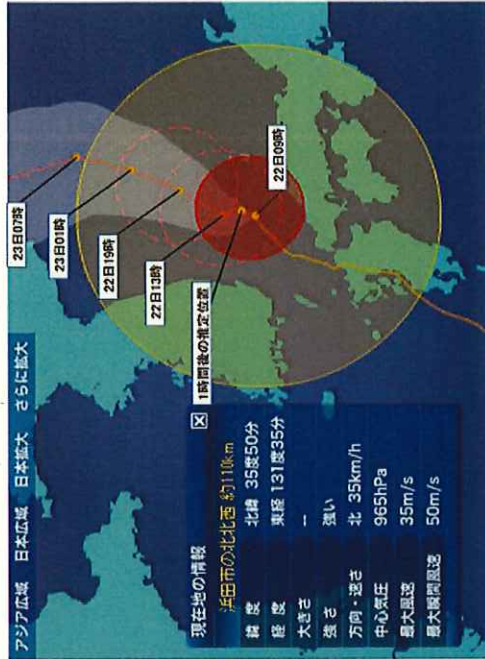 アジア広域 日本広域 日本拡大 さらに拡大
現在地の情報
浜田市の北北西 約110km
緯度 北緯 35度50分
経度 東経 131度35分
大きさ --
強さ 強い
方向・速さ 北 35km/h
中心気圧 965hPa
最大風速 35m/s
最大瞬間風速 50m/s
23日07時
23日01時
22日19時
22日13時
1時間後の推定位置
22日09時